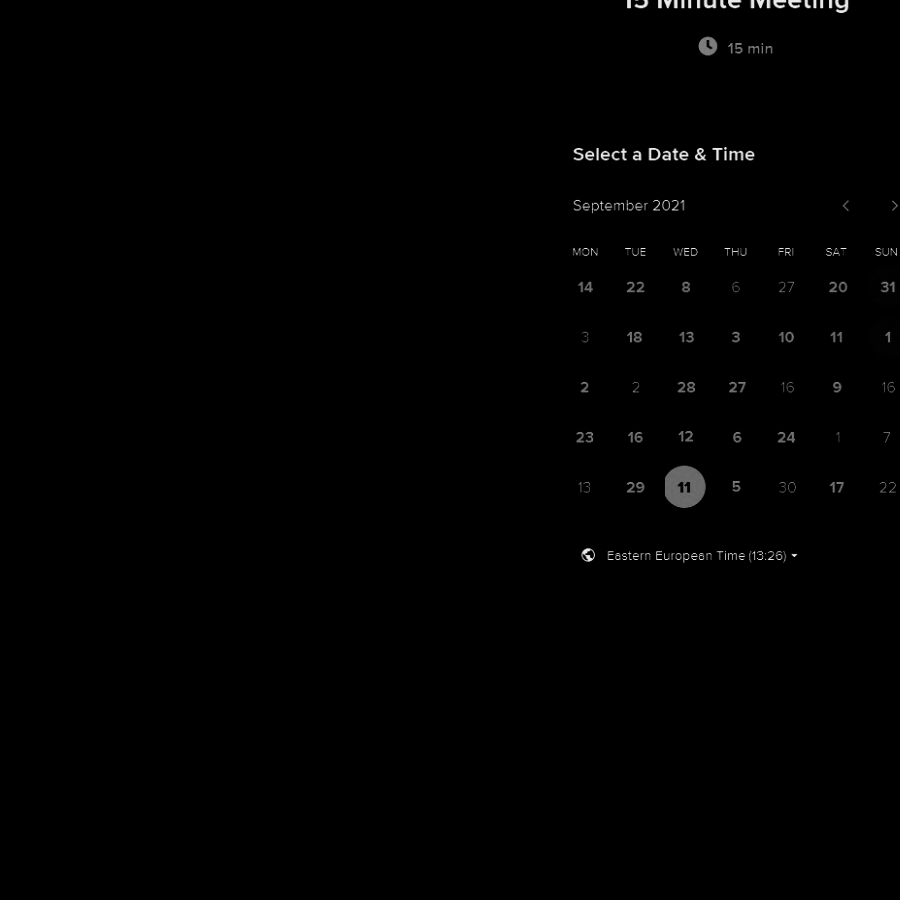 15 Minute Meeting
15 min
Select a Date & Time
September 2021
MON TUE WED THU FRI SAT SUN
14 22 8 6 27 20 31
3 18 13 3 10 11 1
2 2 28 27 16 9 16
23 16 12 6 24 1 7
13 29 11 5 30 17 22
Eastern European Time (13:26)